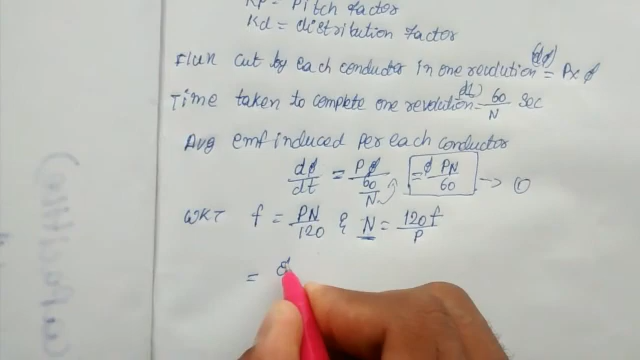 Kp = Pitch factor
Kd = distribution factor
Flux cut by each conductor in one revolution (dϕ) = P×ϕ
Time taken to complete one revolution (dt) = 60/N sec
Avg emf induced per each conductor
dϕ/dt = Pϕ/(60/N) = ϕPN/60 → ①
WKT f = PN/120 & N = 120f/P
= ϕ